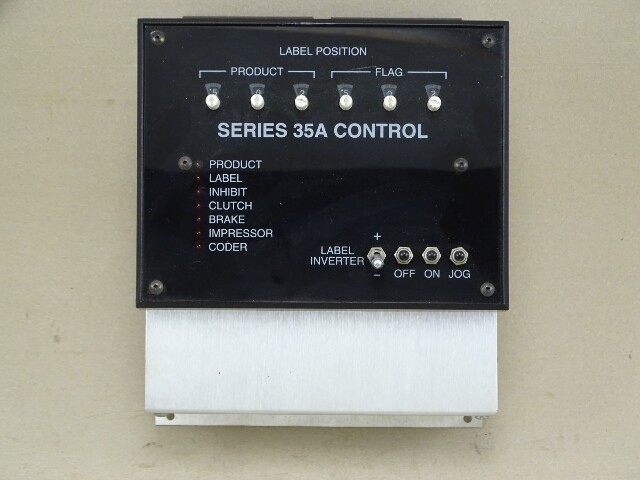 LABEL POSITION
PRODUCT FLAG
SERIES 35A CONTROL
PRODUCT
LABEL
INHIBIT
CLUTCH
BRAKE
IMPRESSOR
CODER
+
LABEL
INVERTER
−
OFF ON JOG